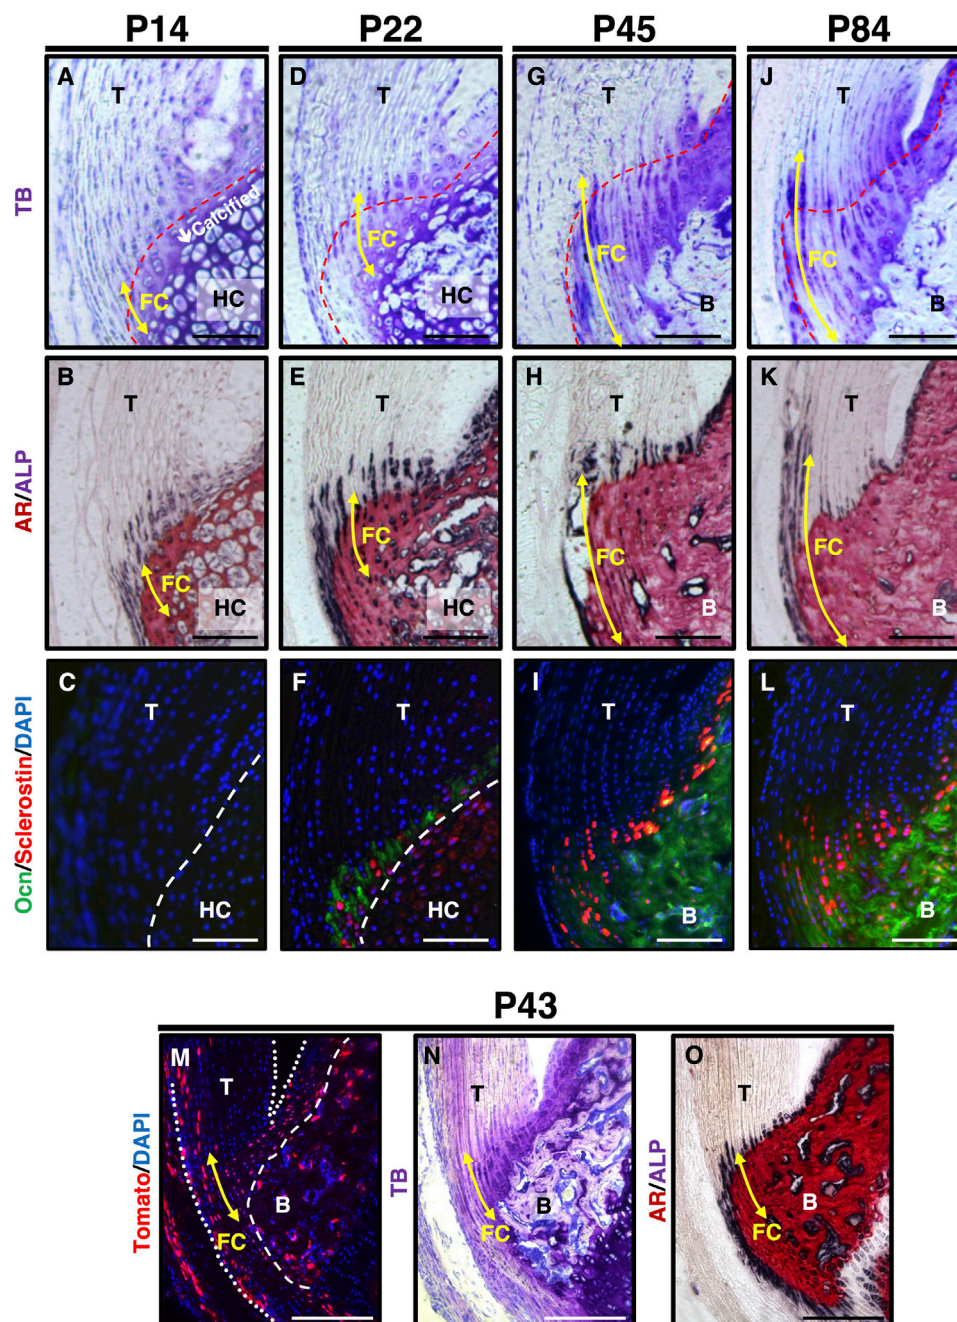 P14 P22 P45 P84
TB
A T Calcified FC HC
D T FC HC
G T FC B
J T FC B
AR/ALP
B T FC HC
E T FC HC
H T FC B
K T FC B
Ocn/Sclerostin/DAPI
C T HC
F T HC
I T B
L T B
P43
Tomato/DAPI
M T B FC
TB
N T B FC
AR/ALP
O T B FC